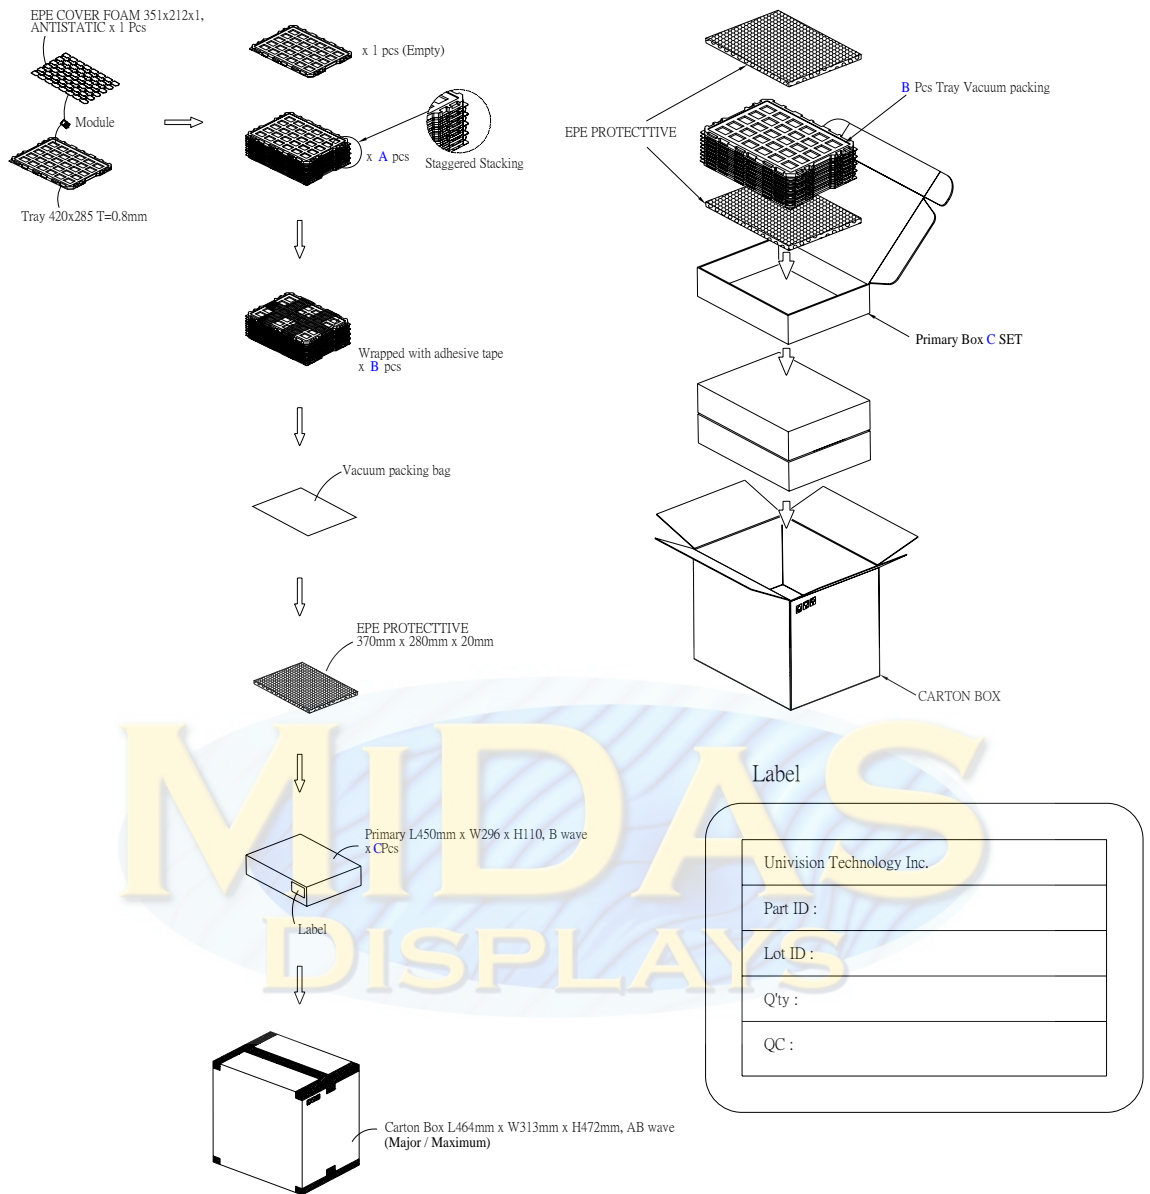 EPE COVER FOAM 351x212x1,
ANTISTATIC x 1 Pcs
Module
Tray 420x285 T=0.8mm
x 1 pcs (Empty)
x A pcs
Staggered Stacking
Wrapped with adhesive tape
x B pcs
Vacuum packing bag
EPE PROTECTTIVE
370mm x 280mm x 20mm
Primary L450mm x W296 x H110, B wave
x CPcs
Label
Carton Box L464mm x W313mm x H472mm, AB wave
(Major / Maximum)
B Pcs Tray Vacuum packing
EPE PROTECTTIVE
Primary Box C SET
CARTON BOX
MIDAS
DISPLAYS
Label
Univision Technology Inc.
Part ID :
Lot ID :
Q'ty :
QC :